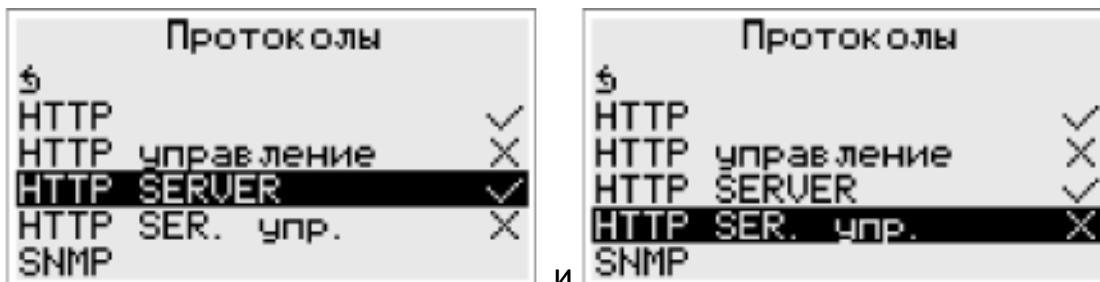 Протоколы
HTTP
HTTP управление
HTTP SERVER
HTTP SER. упр.
SNMP
и
Протоколы
HTTP
HTTP управление
HTTP SERVER
HTTP SER. упр.
SNMP